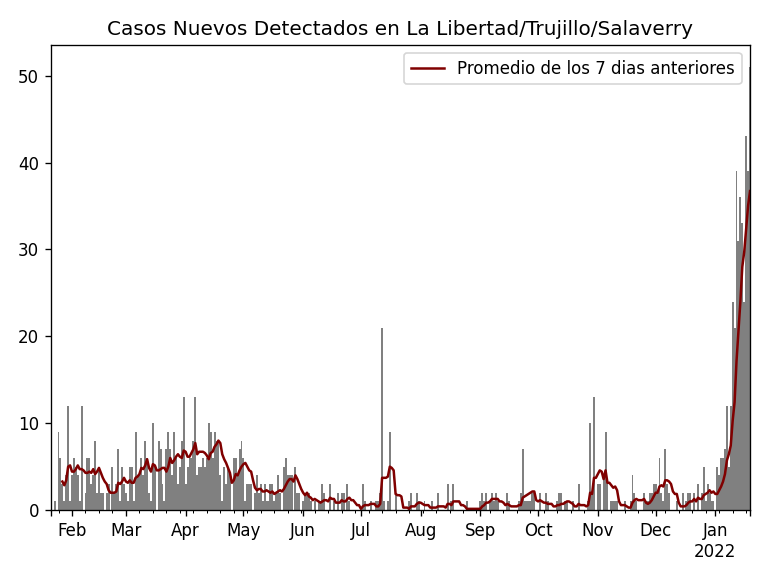 Casos Nuevos Detectados en La Libertad/Trujillo/Salaverry
Promedio de los 7 dias anteriores
50
40
30
20
10
0
Feb Mar Apr May Jun Jul Aug Sep Oct Nov Dec Jan
2022